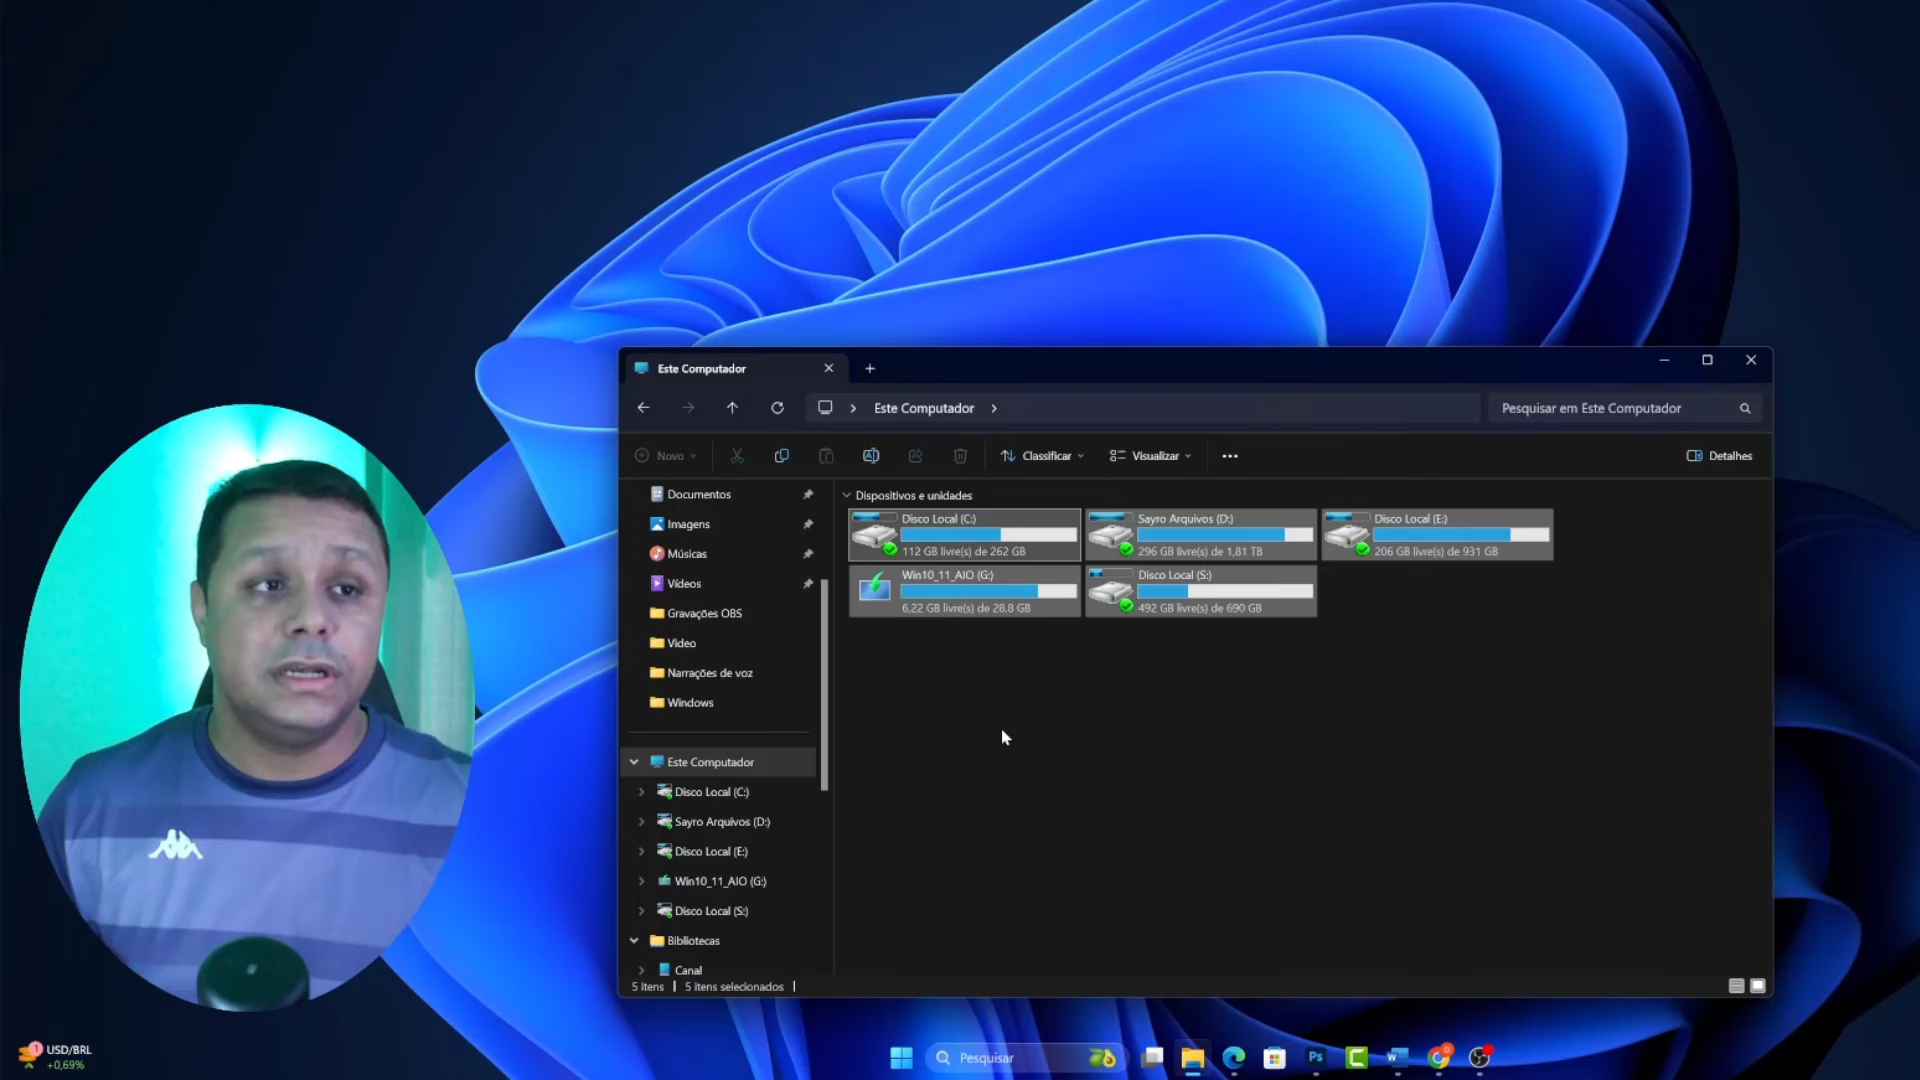 Este Computador
Este Computador
Pesquisar em Este Computador
Novo
Classificar
Visualizar
Detalhes
Documentos
Imagens
Músicas
Vídeos
Gravações OBS
Video
Narrações de voz
Windows
Este Computador
Disco Local (C:)
Sayro Arquivos (D:)
Disco Local (E:)
Win10_11_AIO (G:)
Disco Local (S:)
Bibliotecas
Canal
Dispositivos e unidades
Disco Local (C:)
112 GB livre(s) de 262 GB
Sayro Arquivos (D:)
296 GB livre(s) de 1,81 TB
Disco Local (E:)
206 GB livre(s) de 931 GB
Win10_11_AIO (G:)
6,22 GB livre(s) de 28,8 GB
Disco Local (S:)
492 GB livre(s) de 690 GB
5 itens
5 itens selecionados
1
USD/BRL
+0,69%
Pesquisar
Ps
C
W